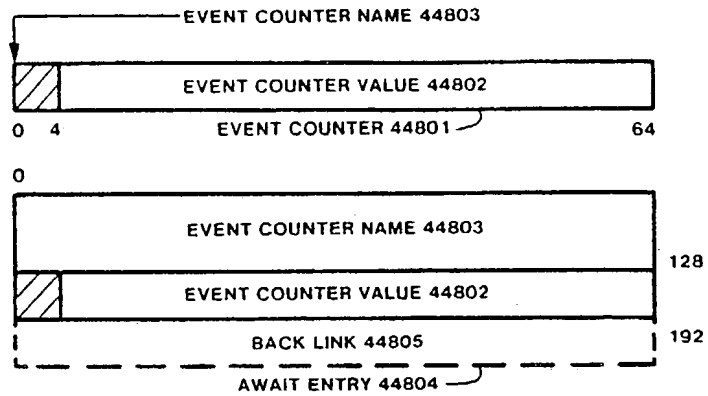 EVENT COUNTER NAME 44803
EVENT COUNTER VALUE 44802
0 4 EVENT COUNTER 44801 64
0
EVENT COUNTER NAME 44803
128
EVENT COUNTER VALUE 44802
BACK LINK 44805 192
AWAIT ENTRY 44804